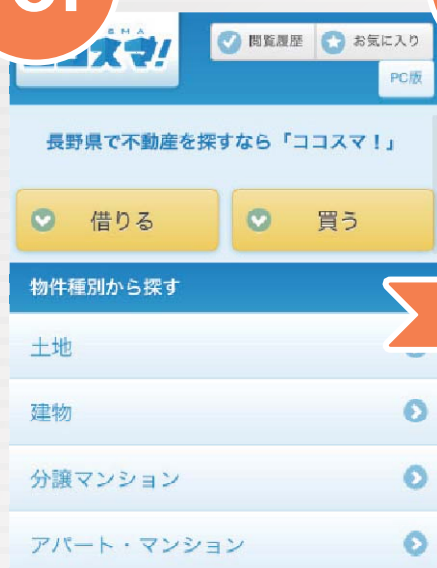 ココスマ!
閲覧履歴
お気に入り
PC版
長野県で不動産を探すなら「ココスマ!」
借りる
買う
物件種別から探す
土地
建物
分譲マンション
アパート・マンション